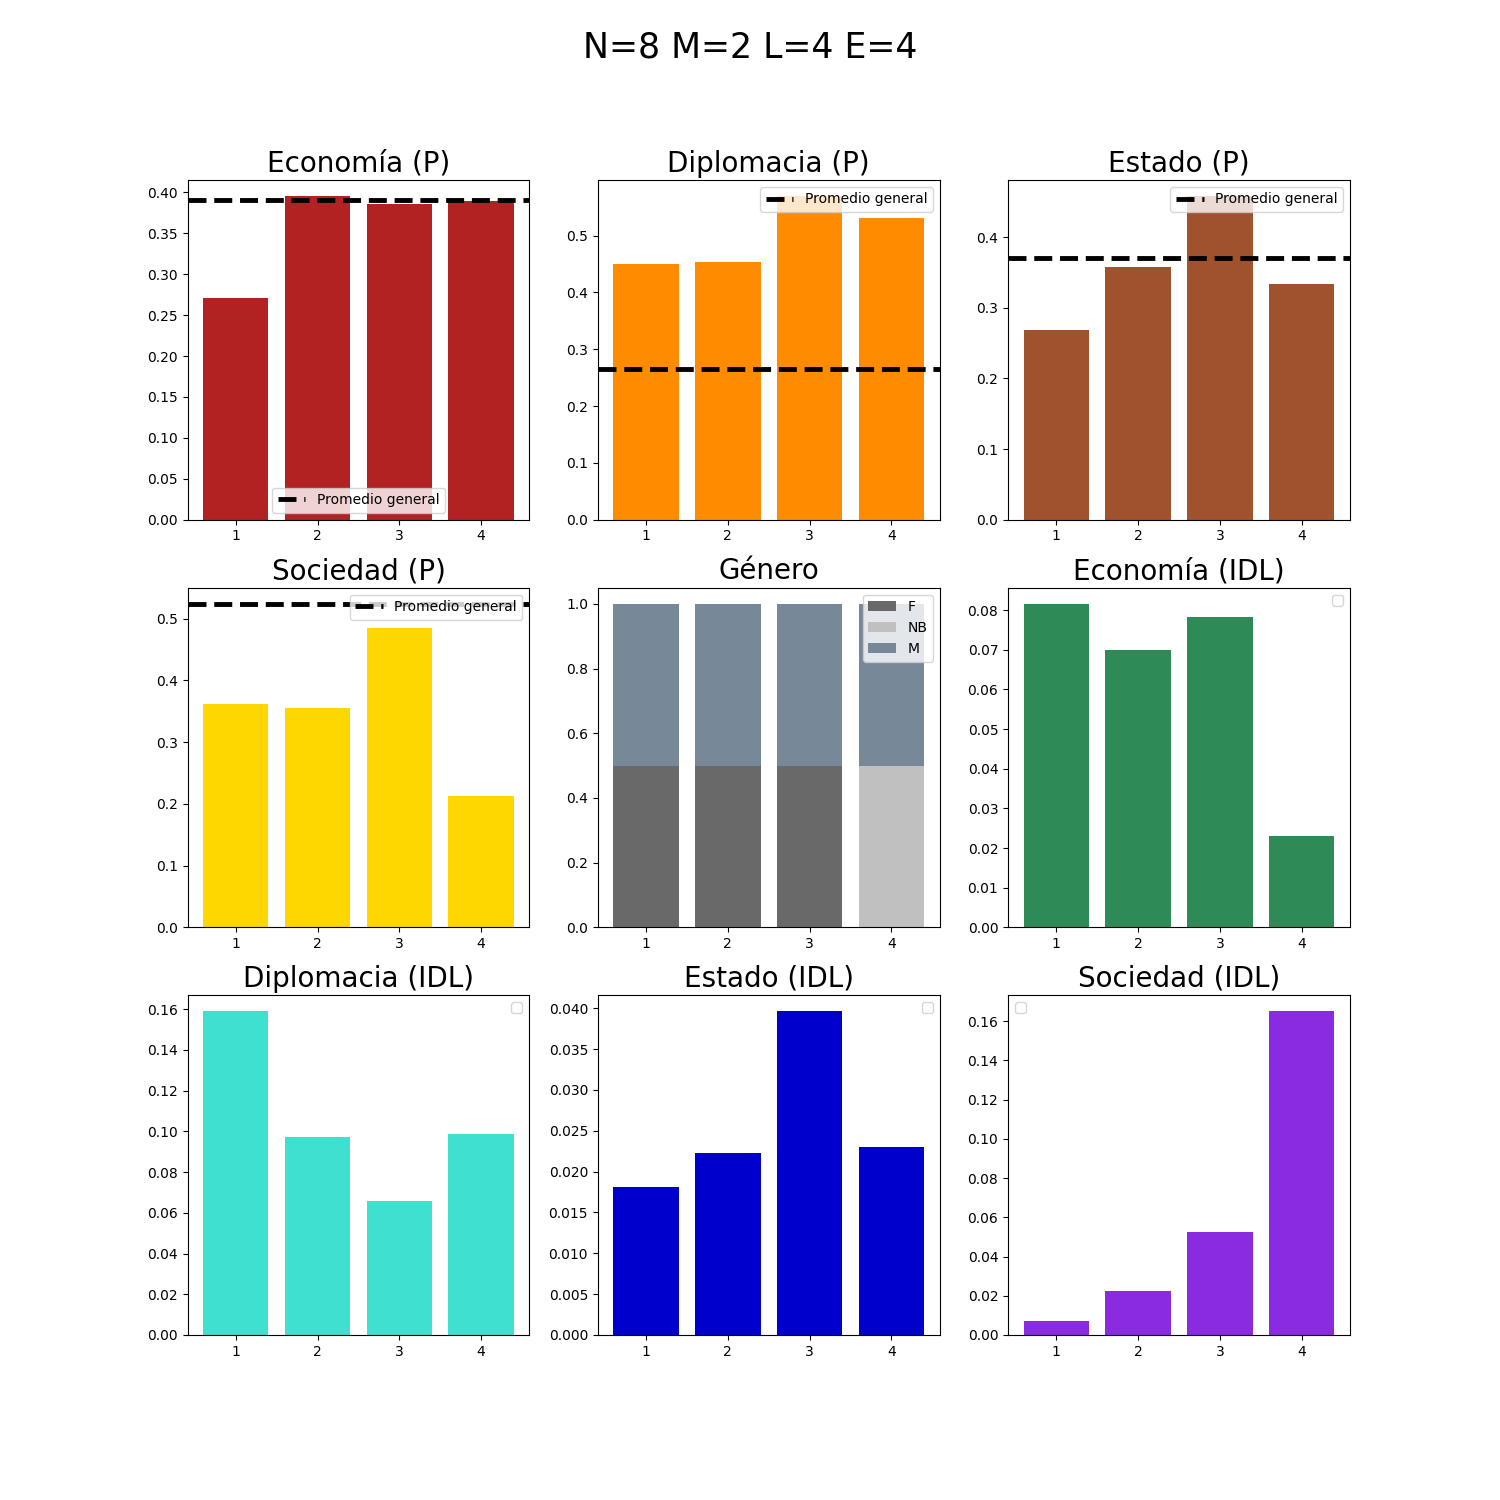 N=8 M=2 L=4 E=4
Economía (P)
0.40
0.35
0.30
0.25
0.20
0.15
0.10
0.05
0.00
Promedio general
1 2 3 4
Diplomacia (P)
Promedio general
0.5
0.4
0.3
0.2
0.1
0.0
1 2 3 4
Estado (P)
Promedio general
0.4
0.3
0.2
0.1
0.0
1 2 3 4
Sociedad (P)
Promedio general
0.5
0.4
0.3
0.2
0.1
0.0
1 2 3 4
Género
F
NB
M
1.0
0.8
0.6
0.4
0.2
0.0
1 2 3 4
Economía (IDL)
0.08
0.07
0.06
0.05
0.04
0.03
0.02
0.01
0.00
1 2 3 4
Diplomacia (IDL)
0.16
0.14
0.12
0.10
0.08
0.06
0.04
0.02
0.00
1 2 3 4
Estado (IDL)
0.040
0.035
0.030
0.025
0.020
0.015
0.010
0.005
0.000
1 2 3 4
Sociedad (IDL)
0.16
0.14
0.12
0.10
0.08
0.06
0.04
0.02
0.00
1 2 3 4